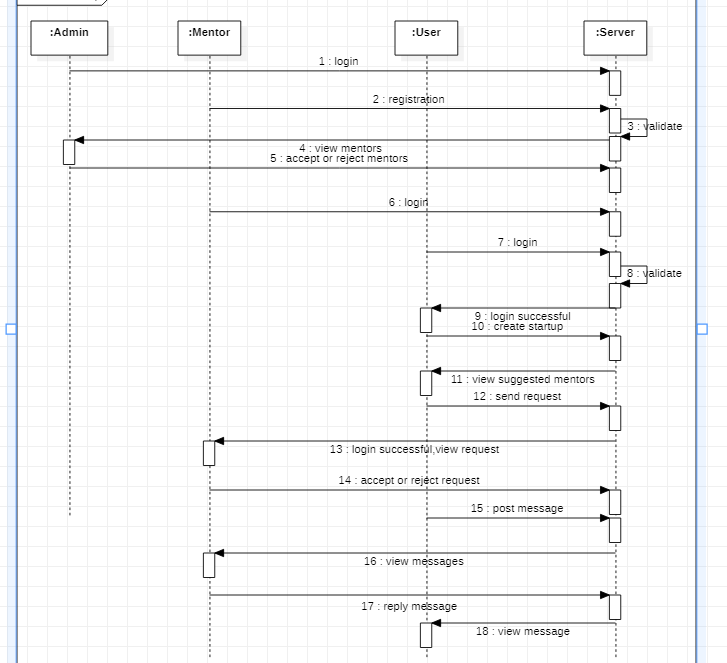 :Admin
:Mentor
:User
:Server
1 : login
2 : registration
3 : validate
4 : view mentors
5 : accept or reject mentors
6 : login
7 : login
8 : validate
9 : login successful
10 : create startup
11 : view suggested mentors
12 : send request
13 : login successful,view request
14 : accept or reject request
15 : post message
16 : view messages
17 : reply message
18 : view message